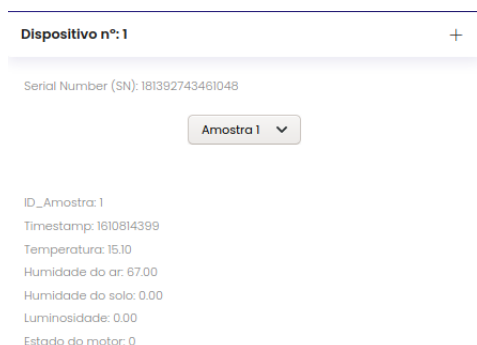 Dispositivo nº: 1
Serial Number (SN): 181392743461048
Amostra 1
ID_Amostra: 1
Timestamp: 1610814399
Temperatura: 15.10
Humidade do ar: 67.00
Humidade do solo: 0.00
Luminosidade: 0.00
Estado do motor: 0